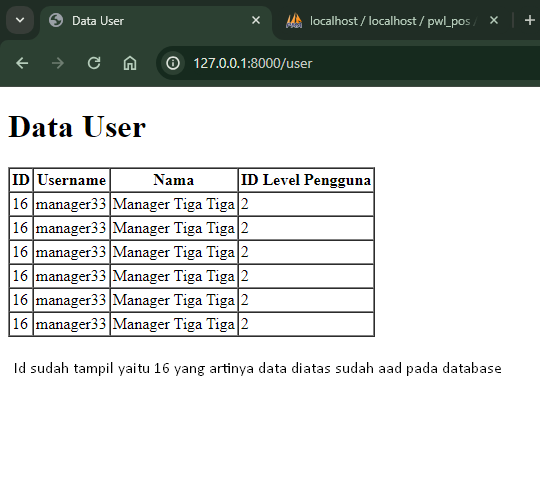 Data User
localhost / localhost / pwl_pos /
127.0.0.1:8000/user
Data User
ID Username Nama ID Level Pengguna
16 manager33 Manager Tiga Tiga 2
16 manager33 Manager Tiga Tiga 2
16 manager33 Manager Tiga Tiga 2
16 manager33 Manager Tiga Tiga 2
16 manager33 Manager Tiga Tiga 2
16 manager33 Manager Tiga Tiga 2
Id sudah tampil yaitu 16 yang artinya data diatas sudah aad pada database